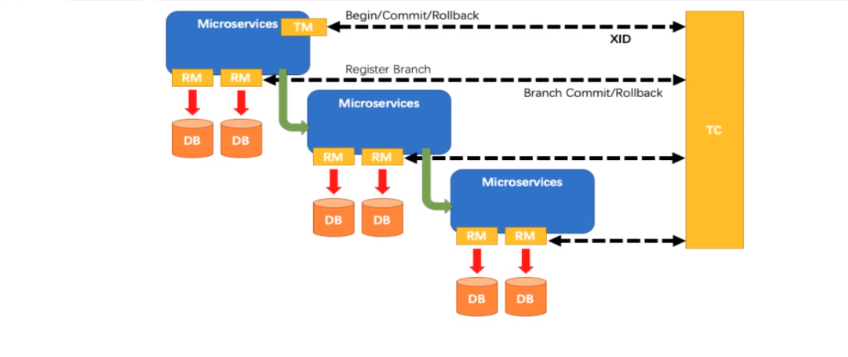 Begin/Commit/Rollback
Microservices
TM
XID
Register Branch
RM
RM
Branch Commit/Rollback
Microservices
TC
DB
DB
RM
RM
Microservices
DB
DB
RM
RM
DB
DB